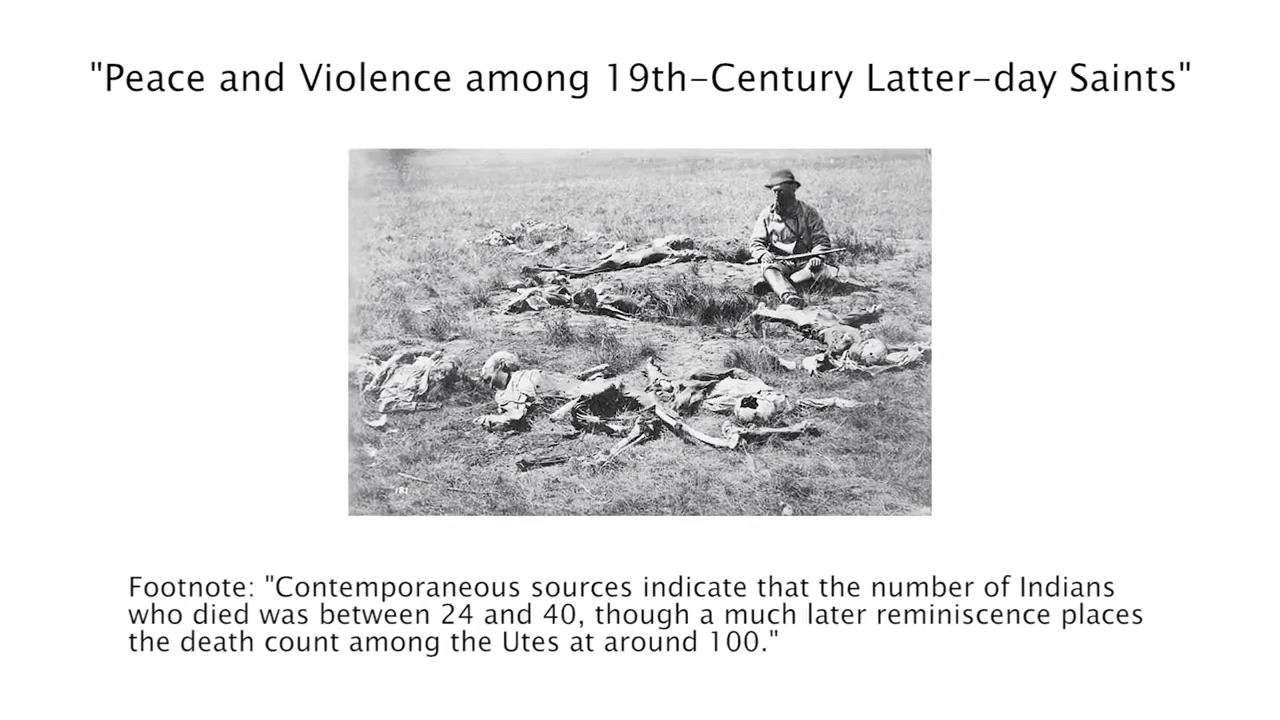 "Peace and Violence among 19th-Century Latter-day Saints"
181
Footnote: "Contemporaneous sources indicate that the number of Indians
who died was between 24 and 40, though a much later reminiscence places
the death count among the Utes at around 100."